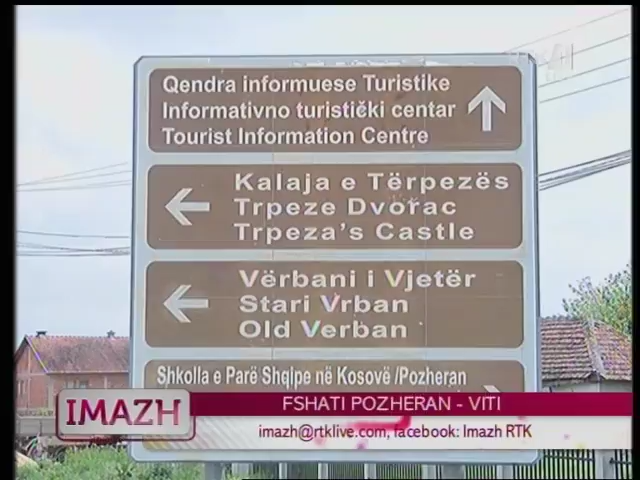 Qendra informuese Turistike
Informativno turistički centar
Tourist Information Centre
Kalaja e Tërpezës
Trpeze Dvorac
Trpeza's Castle
Vërbani i Vjetër
Stari Vrban
Old Verban
Shkolla e Parë Shqipe në Kosovë /Pozheran
IMAZH
FSHATI POZHERAN - VITI
imazh@rtklive.com, facebook: Imazh RTK